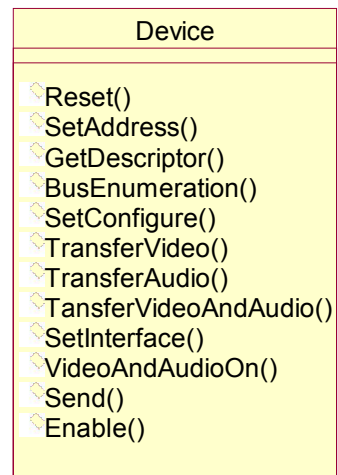 Device
Reset()
SetAddress()
GetDescriptor()
BusEnumeration()
SetConfigure()
TransferVideo()
TransferAudio()
TansferVideoAndAudio()
SetInterface()
VideoAndAudioOn()
Send()
Enable()